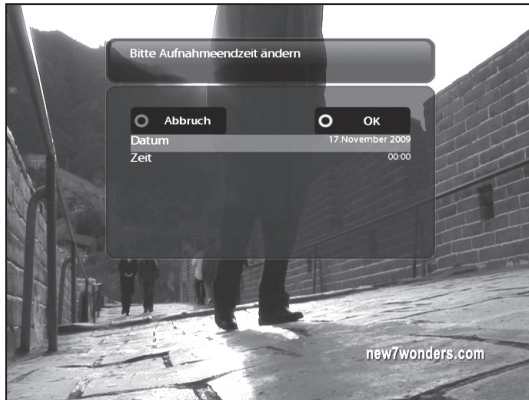 Bitte Aufnahmeendzeit ändern
Abbruch OK
Datum 17.November 2009
Zeit 00:00
new7wonders.com